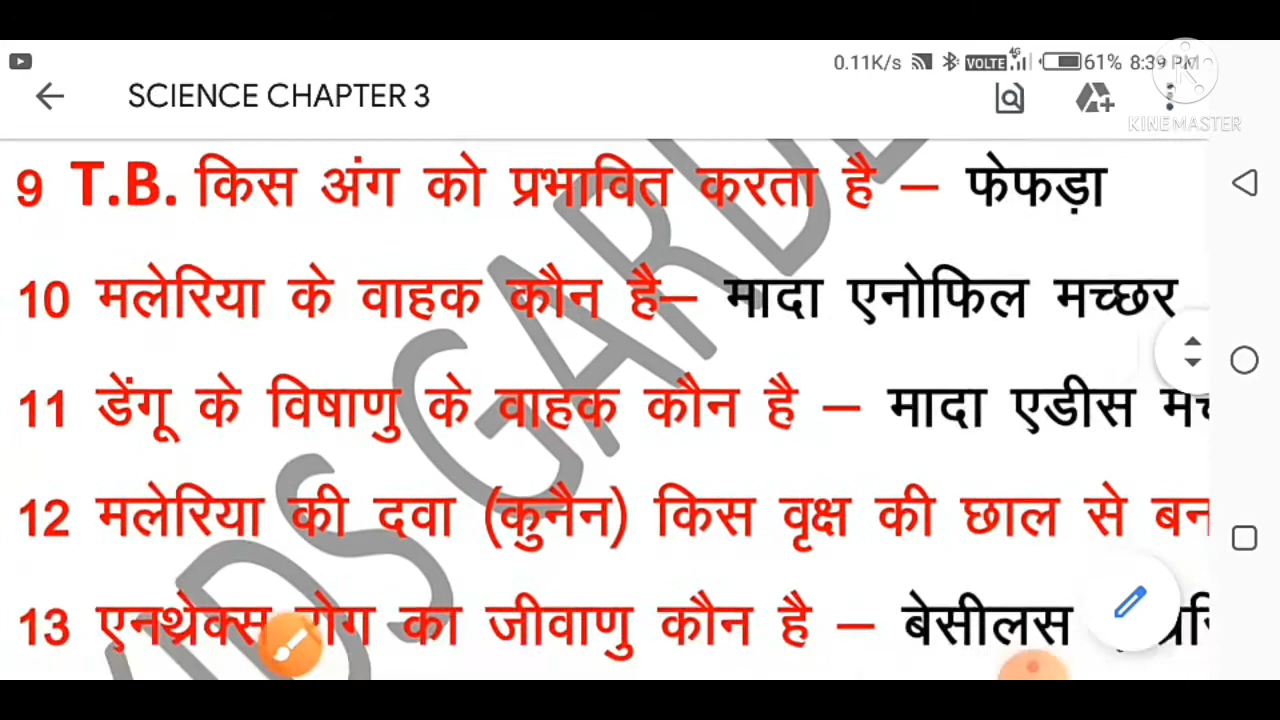 0.11K/s VOLTE 4G 61% 8:39 PM
SCIENCE CHAPTER 3
KINEMASTER
9 T.B. किस अंग को प्रभावित करता है – फेफड़ा
10 मलेरिया के वाहक कौन है– मादा एनोफिल मच्छर
11 डेंगू के विषाणु के वाहक कौन है – मादा एडीस
12 मलेरिया की दवा (कुनैन) किस वृक्ष की छाल से
13 एनथ्रेक्स रोग का जीवाणु कौन है – बेसीलस